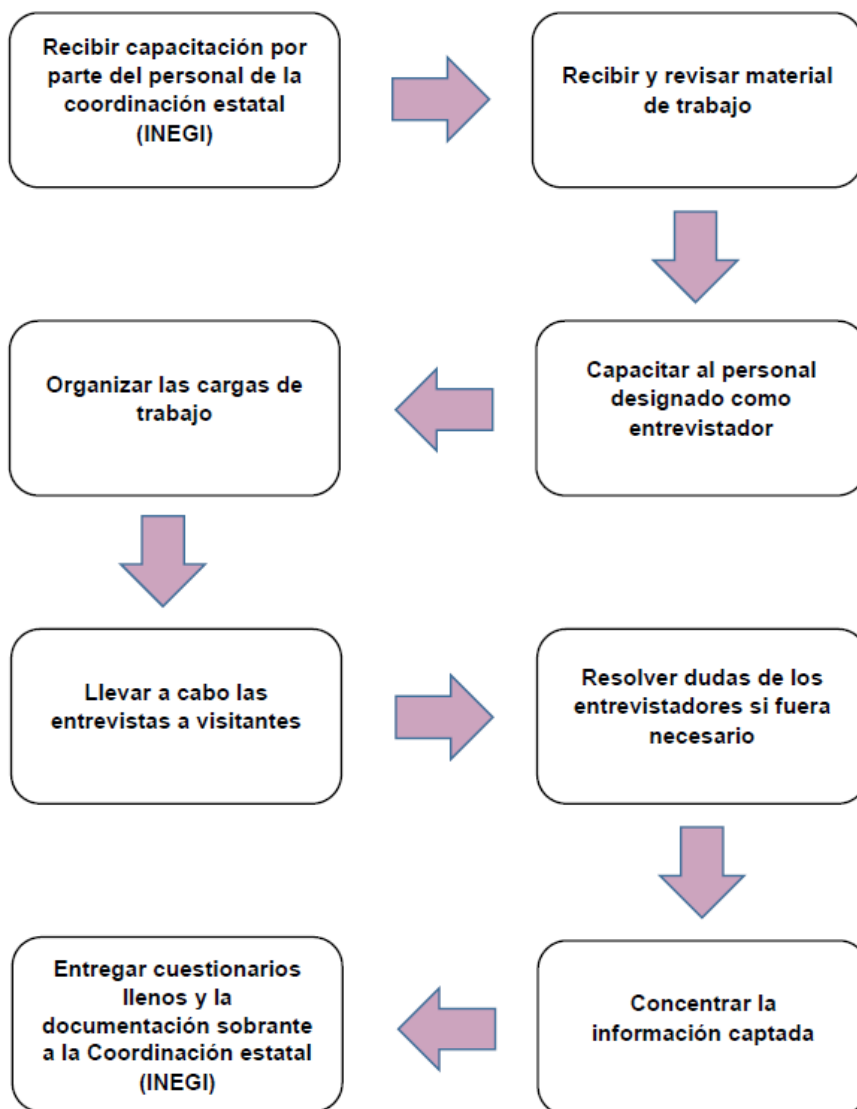 Recibir capacitación por
parte del personal de la
coordinación estatal
(INEGI)
Recibir y revisar material
de trabajo
Capacitar al personal
designado como
entrevistador
Organizar las cargas de
trabajo
Llevar a cabo las
entrevistas a visitantes
Resolver dudas de los
entrevistadores si fuera
necesario
Concentrar la
información captada
Entregar cuestionarios
llenos y la
documentación sobrante
a la Coordinación estatal
(INEGI)